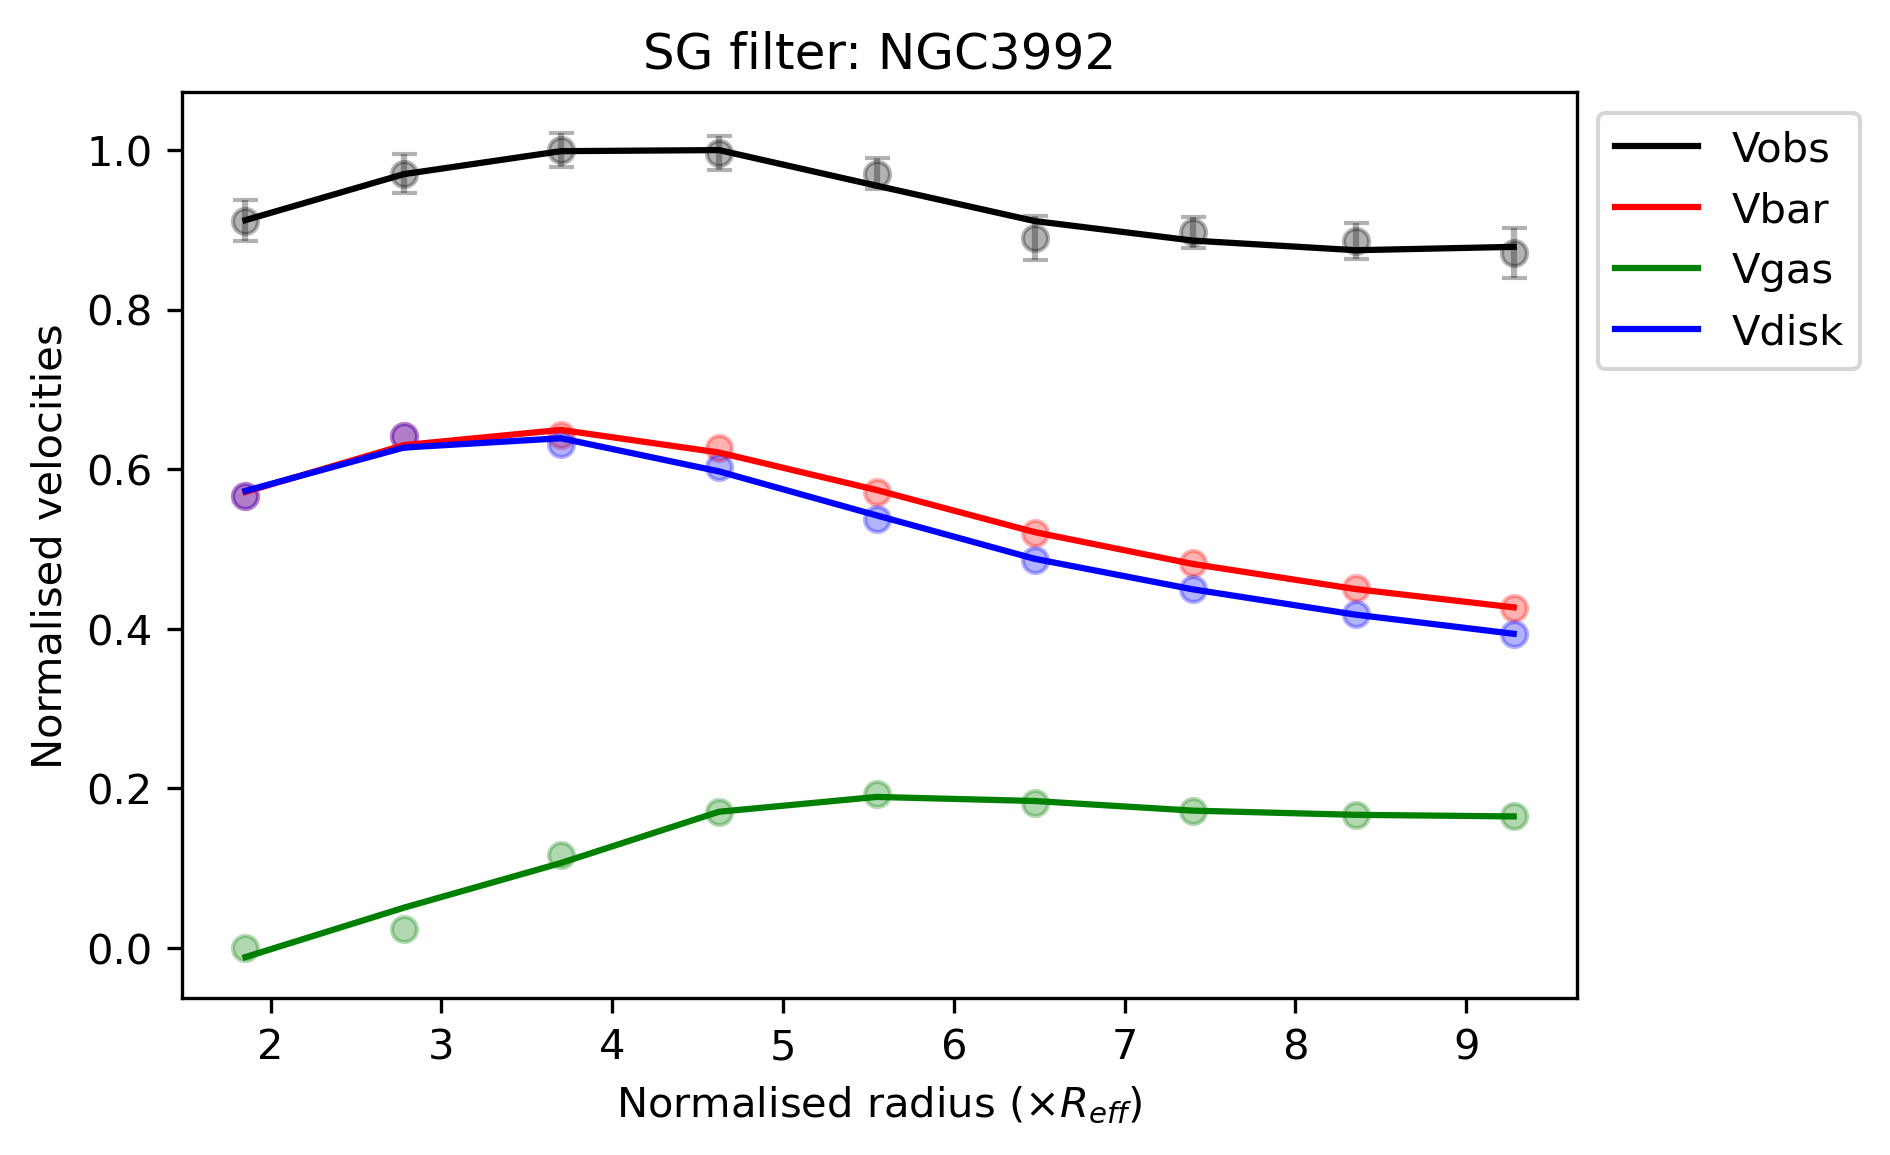 SG filter: NGC3992
Normalised velocities
1.0
0.8
0.6
0.4
0.2
0.0
2 3 4 5 6 7 8 9
Normalised radius (×R_eff)
Vobs
Vbar
Vgas
Vdisk